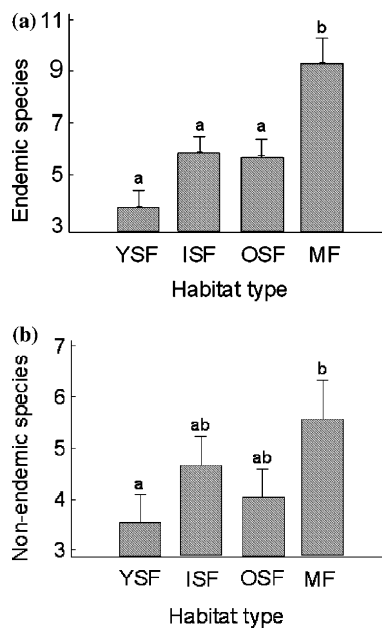 (a)
Endemic species
11
9
7
5
3
a
a
a
b
YSF ISF OSF MF
Habitat type
(b)
Non-endemic species
7
6
5
4
3
a
ab
ab
b
YSF ISF OSF MF
Habitat type